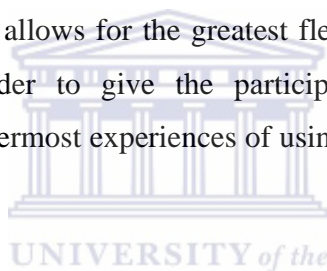 allows for the greatest fle
der to give the particip
ermost experiences of usin
UNIVERSITY of the